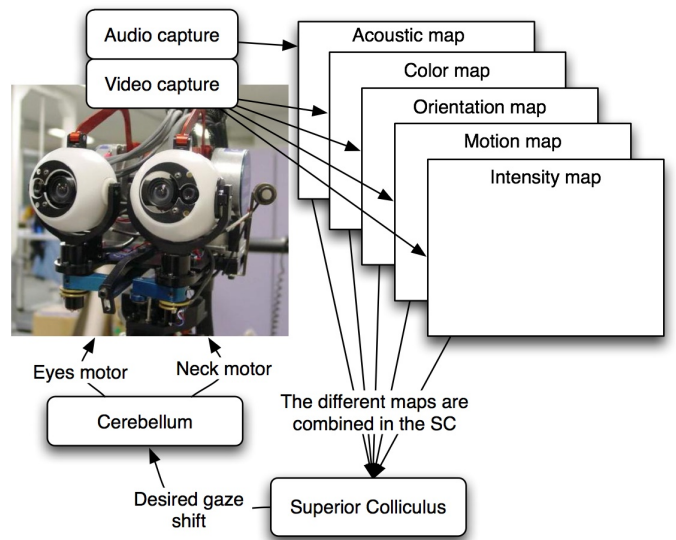 Audio capture
Video capture
Acoustic map
Color map
Orientation map
Motion map
Intensity map
Eyes motor
Neck motor
Cerebellum
The different maps are
combined in the SC
Desired gaze
shift
Superior Colliculus